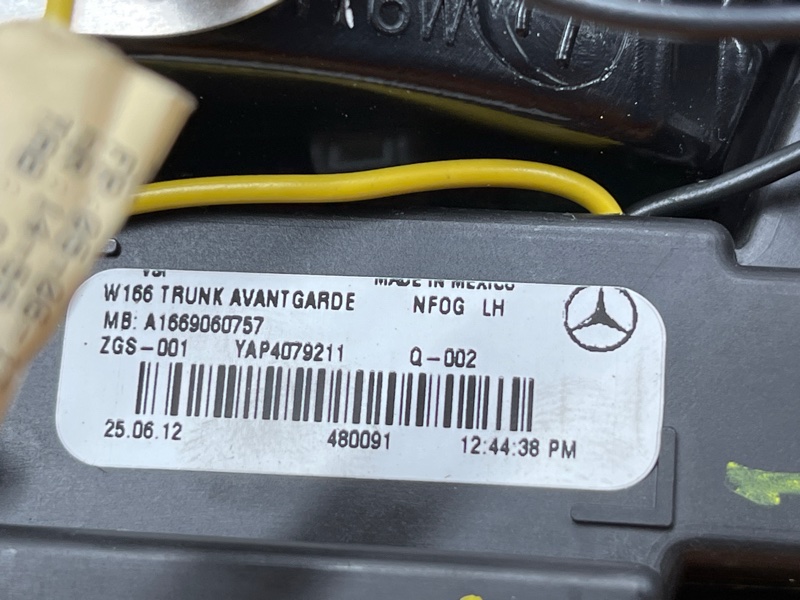 MADE IN MEXICO
W166 TRUNK AVANTGARDE NFOG LH
MB: A1669060757
ZGS-001 YAP4079211 Q-002
25.06.12 480091 12:44:38 PM